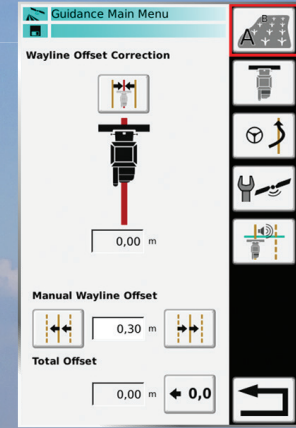 Guidance Main Menu
Wayline Offset Correction
0,00 m
Manual Wayline Offset
0,30 m
Total Offset
0,00 m
0,0
A
B